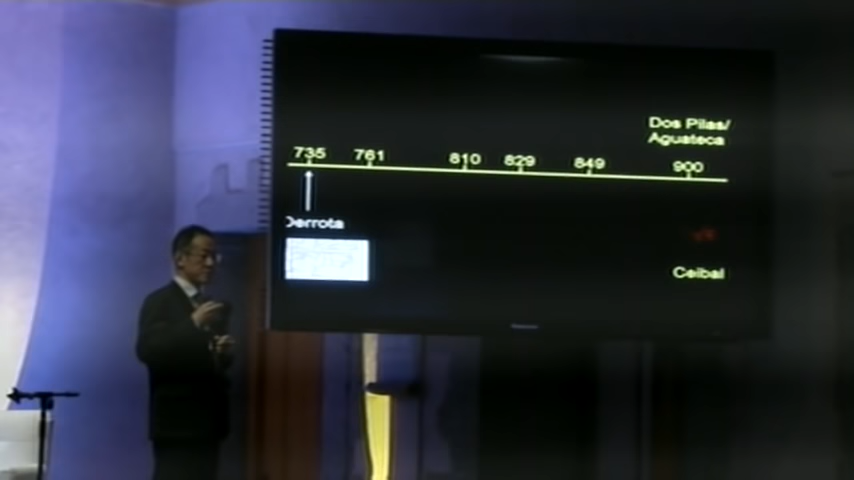 Dos Pilas/
Aguateca
735 761 810 829 849 900
Derrota
Ceibal